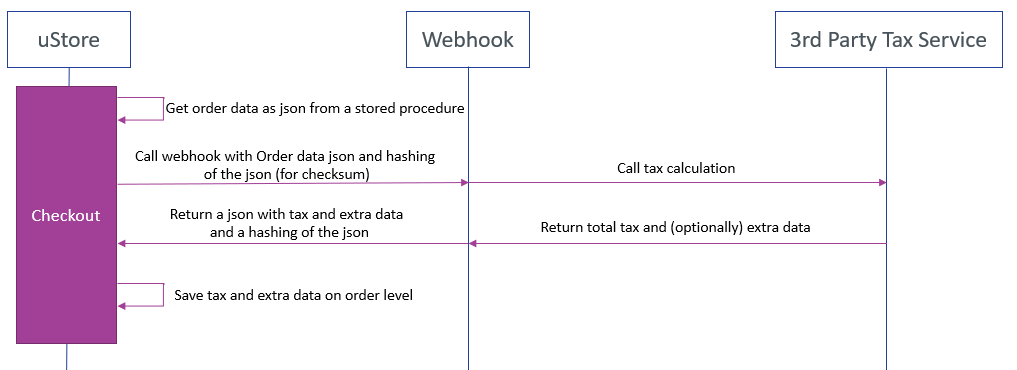 uStore
Webhook
3rd Party Tax Service
Get order data as json from a stored procedure
Call webhook with Order data json and hashing
of the json (for checksum)
Call tax calculation
Checkout
Return a json with tax and extra data
and a hashing of the json
Return total tax and (optionally) extra data
Save tax and extra data on order level